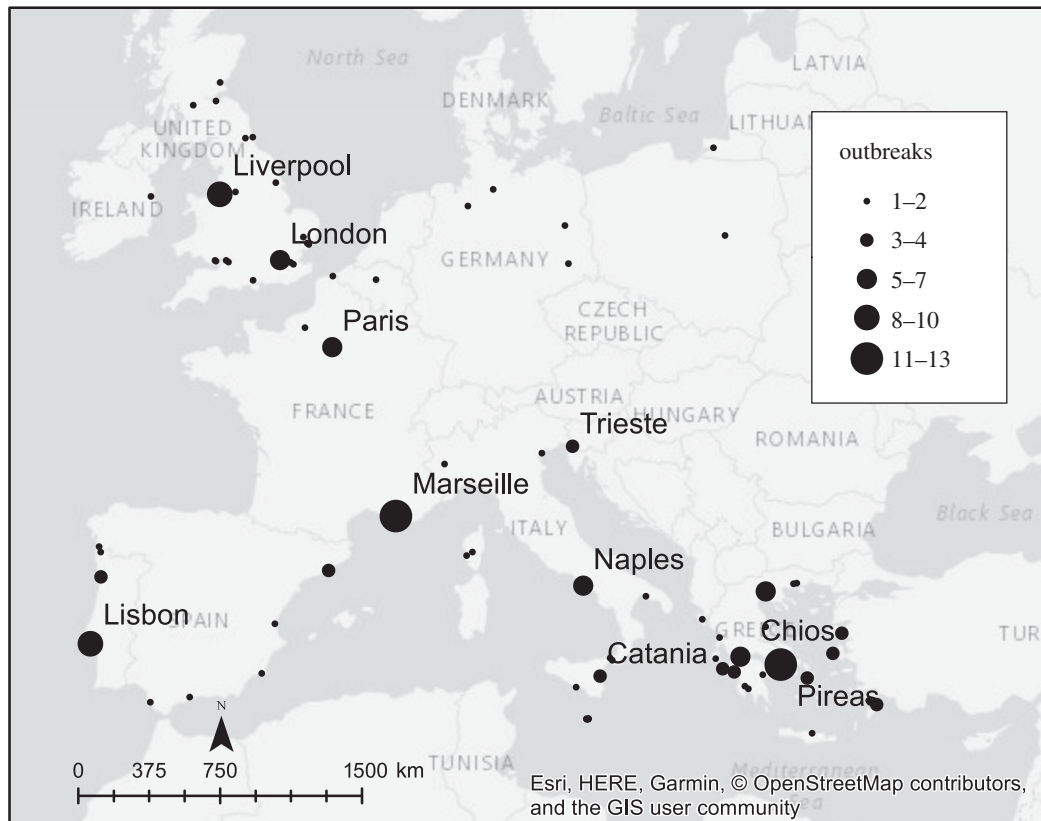 North Sea
LATVIA
DENMARK
Baltic Sea
LITHUAN
UNITED
KINGDOM
Liverpool
IRELAND
London
GERMANY
CZECH
REPUBLIC
Paris
FRANCE
AUSTRIA
HUNGARY
Trieste
ROMANIA
Marseille
ITALY
BULGARIA
Black Sea
Naples
Lisbon
SPAIN
GREECE
Chios
TUR
Catania
Pireas
TUNISIA
Mediterranean
Sea
outbreaks
1–2
3–4
5–7
8–10
11–13
N
0 375 750 1500 km
Esri, HERE, Garmin, © OpenStreetMap contributors,
and the GIS user community